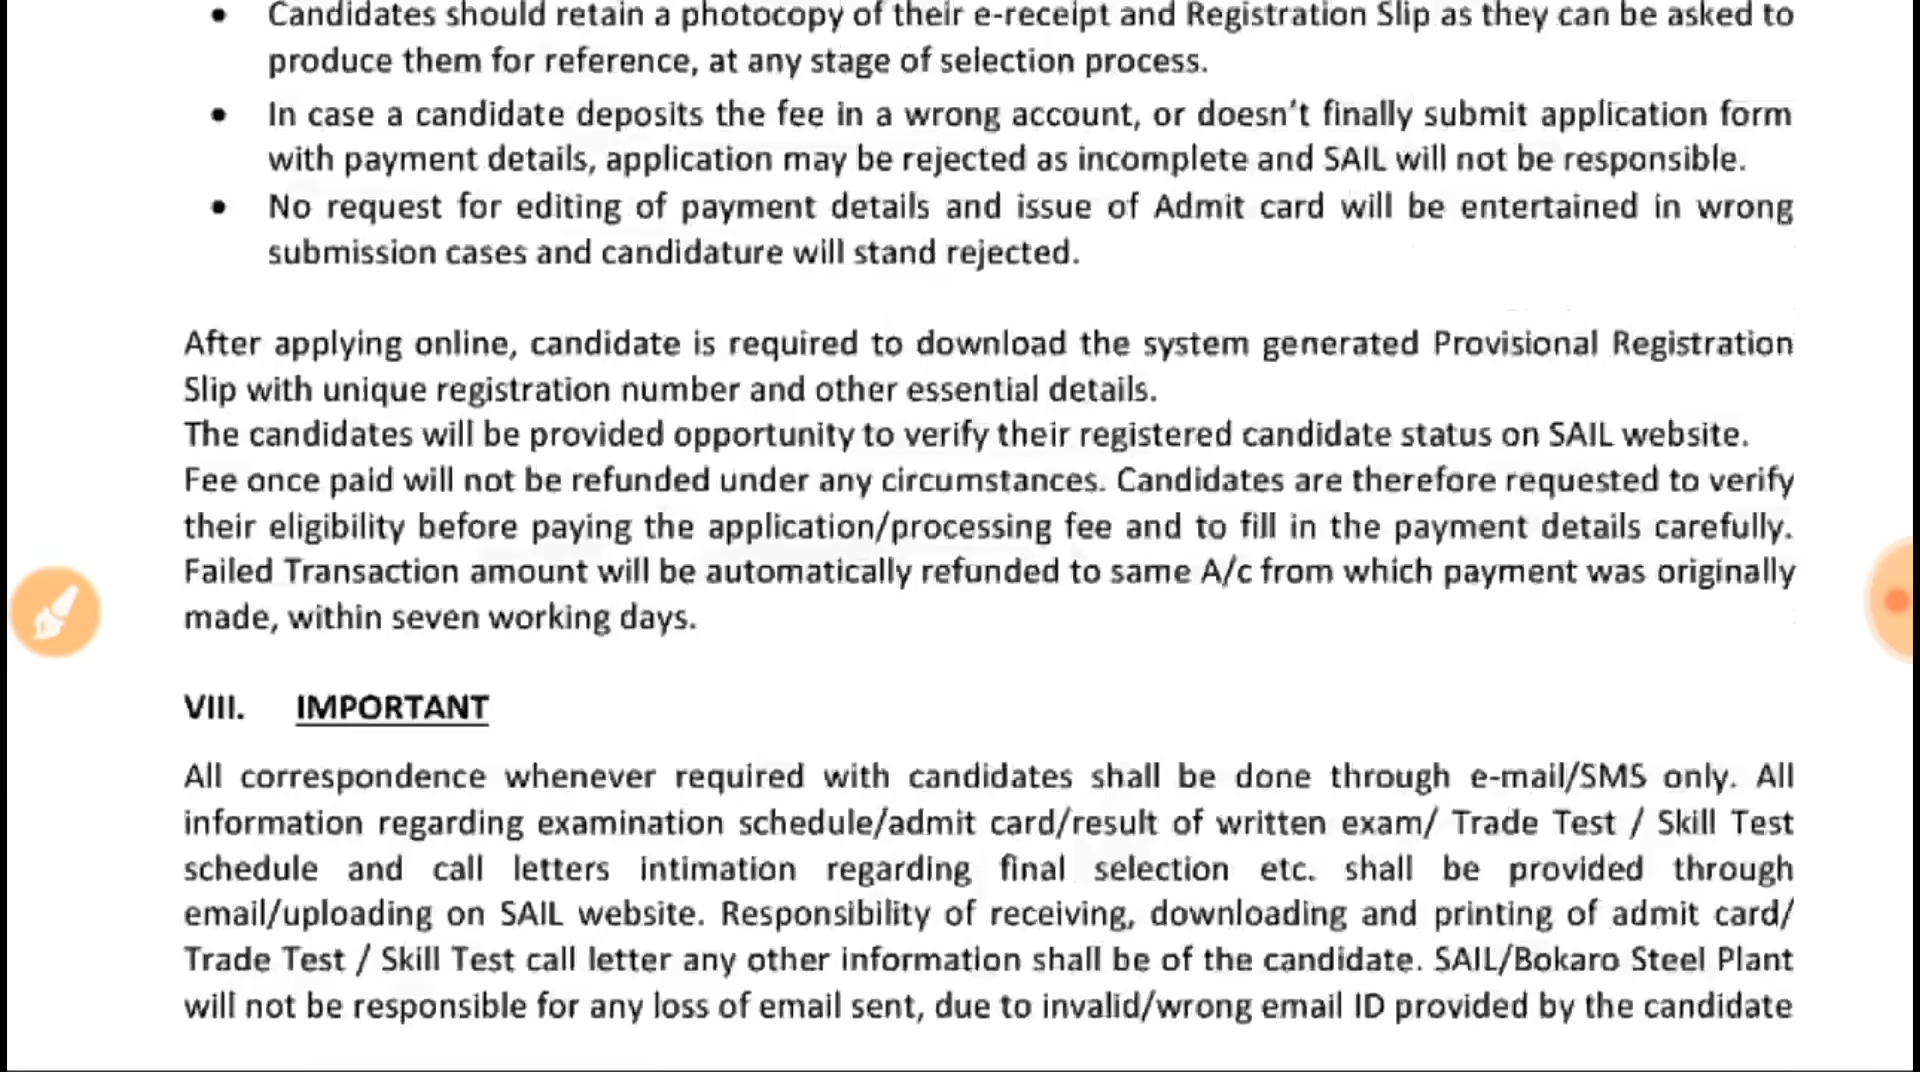 • Candidates should retain a photocopy of their e-receipt and Registration Slip as they can be asked to
produce them for reference, at any stage of selection process.
• In case a candidate deposits the fee in a wrong account, or doesn't finally submit application form
with payment details, application may be rejected as incomplete and SAIL will not be responsible.
• No request for editing of payment details and issue of Admit card will be entertained in wrong
submission cases and candidature will stand rejected.
After applying online, candidate is required to download the system generated Provisional Registration
Slip with unique registration number and other essential details.
The candidates will be provided opportunity to verify their registered candidate status on SAIL website.
Fee once paid will not be refunded under any circumstances. Candidates are therefore requested to verify
their eligibility before paying the application/processing fee and to fill in the payment details carefully.
Failed Transaction amount will be automatically refunded to same A/c from which payment was originally
made, within seven working days.
VIII. IMPORTANT
All correspondence whenever required with candidates shall be done through e-mail/SMS only. All
information regarding examination schedule/admit card/result of written exam/ Trade Test / Skill Test
schedule and call letters intimation regarding final selection etc. shall be provided through
email/uploading on SAIL website. Responsibility of receiving, downloading and printing of admit card/
Trade Test / Skill Test call letter any other information shall be of the candidate. SAIL/Bokaro Steel Plant
will not be responsible for any loss of email sent, due to invalid/wrong email ID provided by the candidate